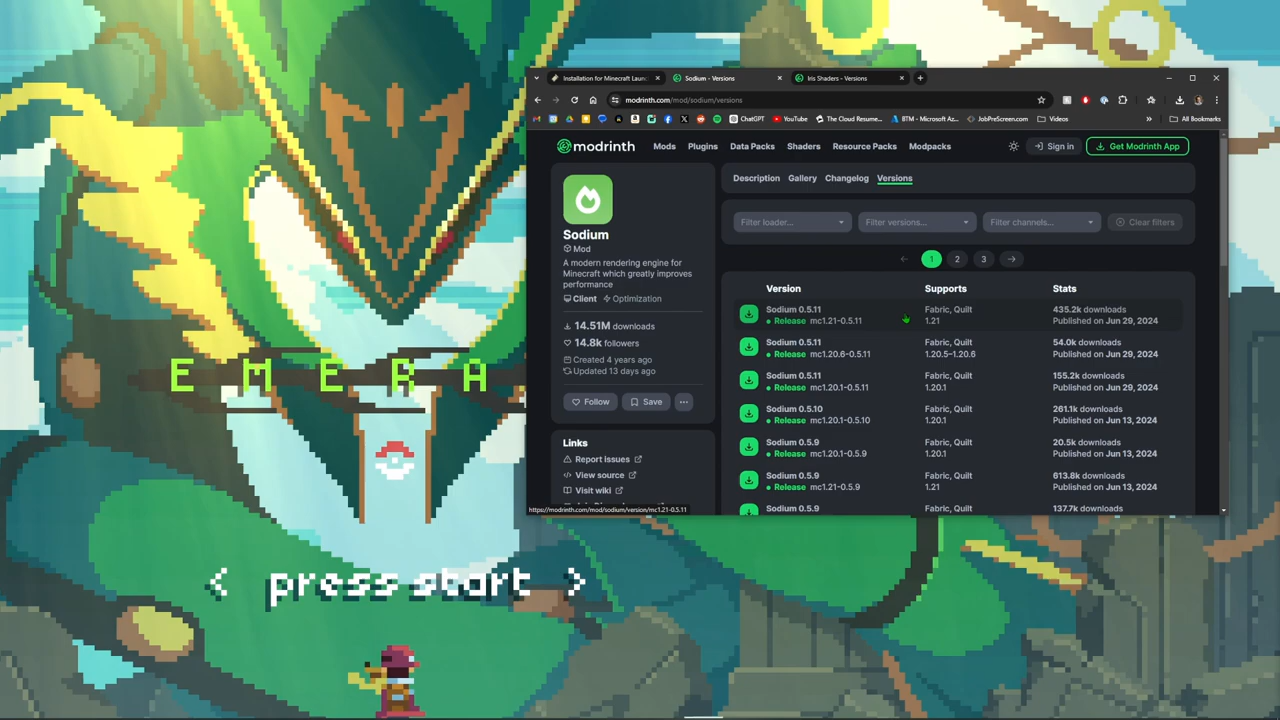 Installation for Minecraft Laun
Sodium - Versions
Iris Shaders - Versions
modrinth.com/mod/sodium/versions
ChatGPT
YouTube
The Cloud Resume...
BTM - Microsoft Az...
JobPreScreen.com
Videos
All Bookmarks
modrinth
Mods
Plugins
Data Packs
Shaders
Resource Packs
Modpacks
Sign in
Get Modrinth App
Sodium
Mod
A modern rendering engine for
Minecraft which greatly improves
performance
Client
Optimization
14.51M downloads
14.8k followers
Created 4 years ago
Updated 13 days ago
Follow
Save
Links
Report issues
View source
Visit wiki
Description
Gallery
Changelog
Versions
Filter loader...
Filter versions...
Filter channels...
Clear filters
1
2
3
Version
Supports
Stats
Sodium 0.5.11
Fabric, Quilt
435.2k downloads
Release mc1.21-0.5.11
1.21
Published on Jun 29, 2024
Sodium 0.5.11
Fabric, Quilt
54.0k downloads
Release mc1.20.6-0.5.11
1.20.5-1.20.6
Published on Jun 29, 2024
Sodium 0.5.11
Fabric, Quilt
155.2k downloads
Release mc1.20.1-0.5.11
1.20.1
Published on Jun 29, 2024
Sodium 0.5.10
Fabric, Quilt
261.1k downloads
Release mc1.20.1-0.5.10
1.20.1
Published on Jun 13, 2024
Sodium 0.5.9
Fabric, Quilt
20.5k downloads
Release mc1.20.1-0.5.9
1.20.1
Published on Jun 13, 2024
Sodium 0.5.9
Fabric, Quilt
613.8k downloads
Release mc1.21-0.5.9
1.21
Published on Jun 13, 2024
Sodium 0.5.9
Fabric, Quilt
137.7k downloads
https://modrinth.com/mod/sodium/version/mc1.21-0.5.11
E M E R A
< press start >